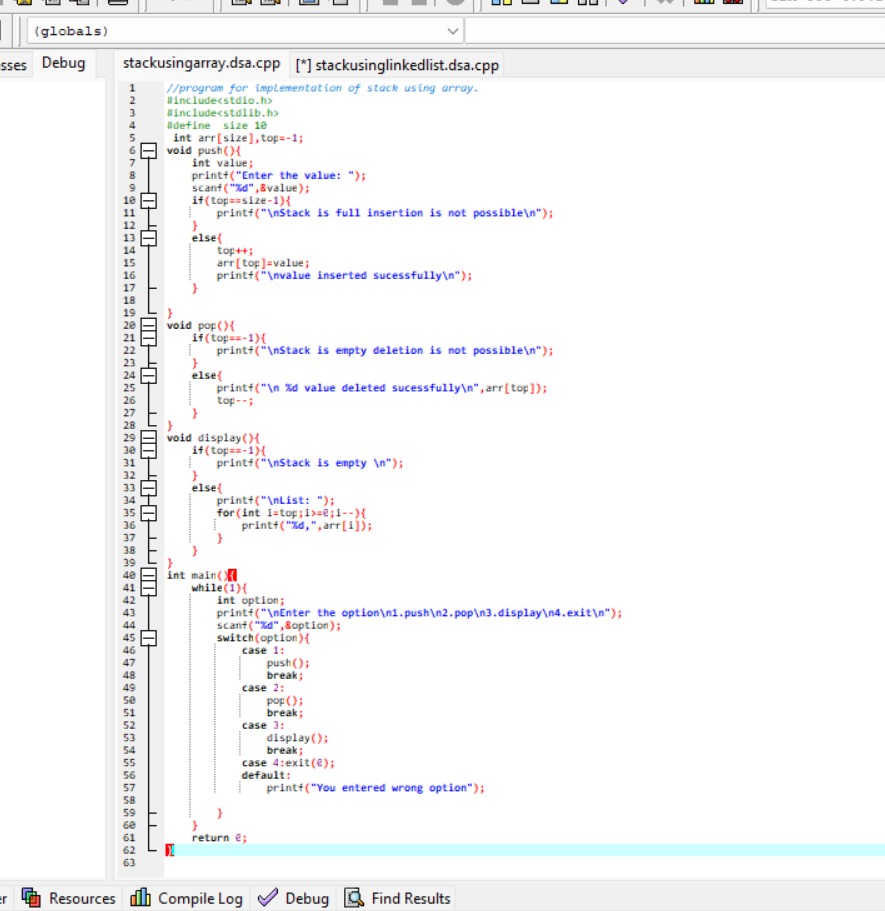 (globals)
sses Debug stackusingarray.dsa.cpp [*] stackusinglinkedlist.dsa.cpp
1 //program for implementation of stack using array.
2 #include<stdio.h>
3 #include<stdlib.h>
4 #define  size 10
5  int arr[size],top=-1;
6 void push(){
7     int value;
8     printf("Enter the value: ");
9     scanf("%d",&value);
10     if(top==size-1){
11         printf("\nStack is full insertion is not possible\n");
12     }
13     else{
14         top++;
15         arr[top]=value;
16         printf("\nvalue inserted sucessfully\n");
17     }
18
19 }
20 void pop(){
21     if(top==-1){
22         printf("\nStack is empty deletion is not possible\n");
23     }
24     else{
25         printf("\n %d value deleted sucessfully\n",arr[top]);
26         top--;
27     }
28 }
29 void display(){
30     if(top==-1){
31         printf("\nStack is empty \n");
32     }
33     else{
34         printf("\nList: ");
35         for(int i=top;i>=0;i--){
36             printf("%d,",arr[i]);
37         }
38     }
39 }
40 int main(){
41     while(1){
42         int option;
43         printf("\nEnter the option\n1.push\n2.pop\n3.display\n4.exit\n");
44         scanf("%d",&option);
45         switch(option){
46             case 1:
47                 push();
48                 break;
49             case 2:
50                 pop();
51                 break;
52             case 3:
53                 display();
54                 break;
55             case 4:exit(0);
56             default:
57                 printf("You entered wrong option");
58
59         }
60     }
61     return 0;
62 }
63
er Resources Compile Log Debug Find Results